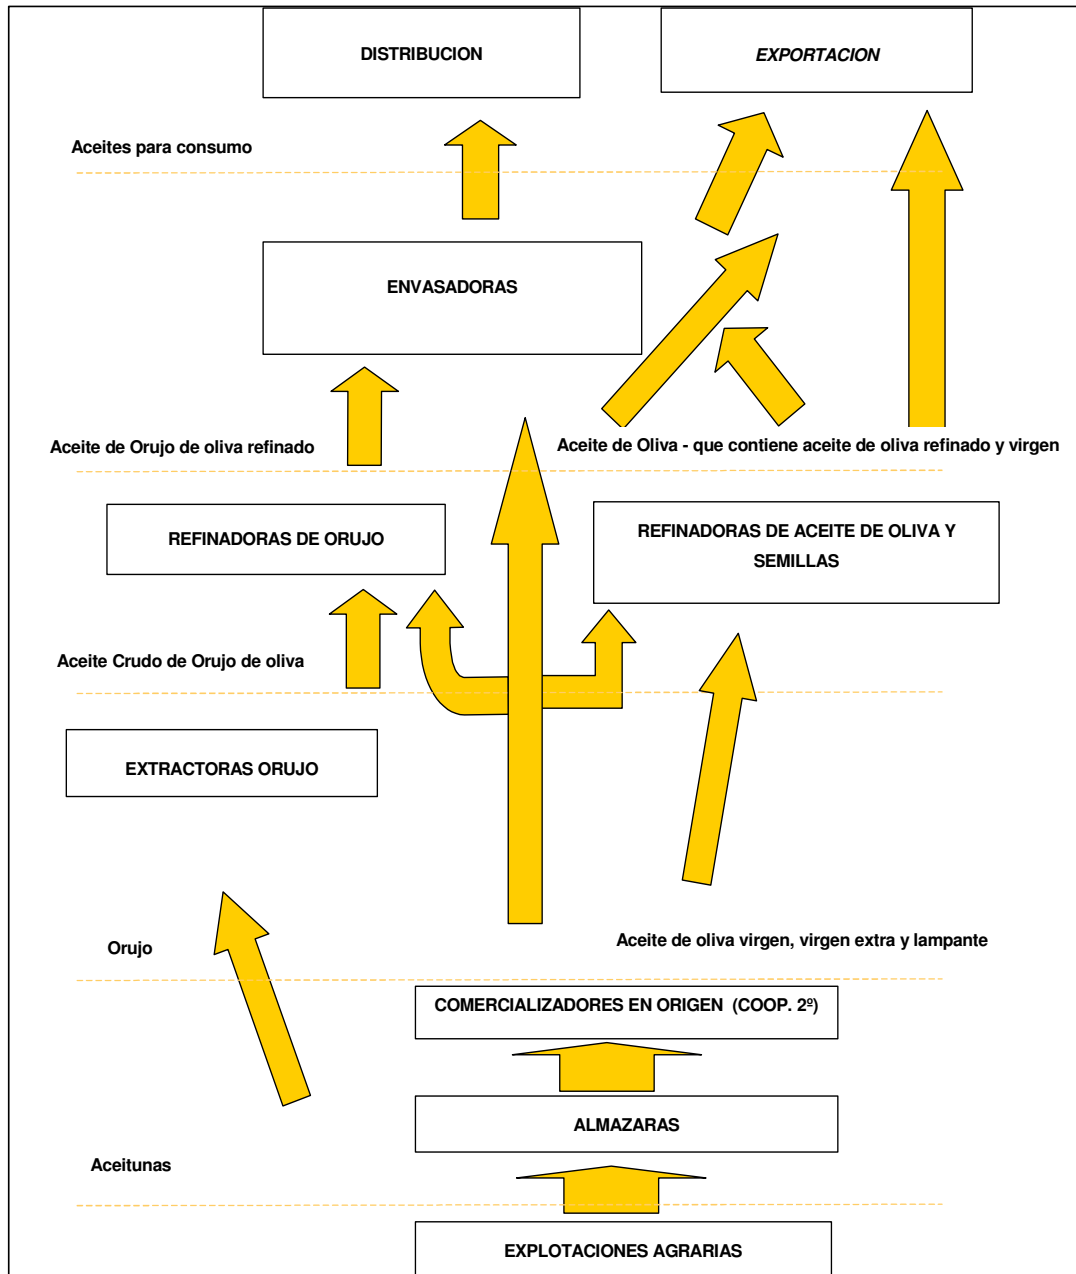 DISTRIBUCION
EXPORTACION
Aceites para consumo
ENVASADORAS
Aceite de Orujo de oliva refinado
Aceite de Oliva - que contiene aceite de oliva refinado y virgen
REFINADORAS DE ORUJO
REFINADORAS DE ACEITE DE OLIVA Y
SEMILLAS
Aceite Crudo de Orujo de oliva
EXTRACTORAS ORUJO
Orujo
Aceite de oliva virgen, virgen extra y lampante
COMERCIALIZADORES EN ORIGEN (COOP. 2º)
ALMAZARAS
Aceitunas
EXPLOTACIONES AGRARIAS